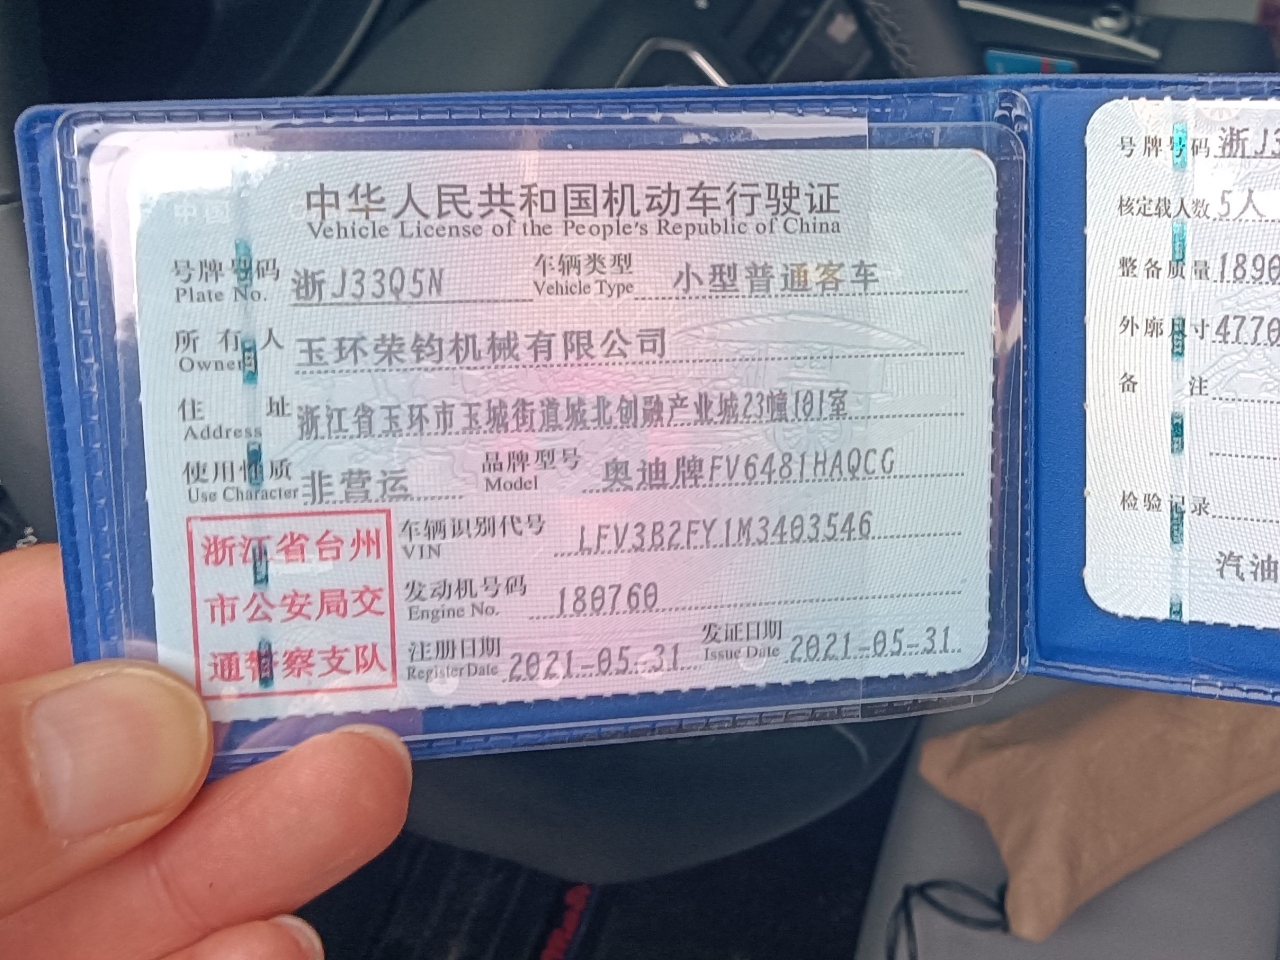 中华人民共和国机动车行驶证
Vehicle License of the People's Republic of China
号牌号码 浙J33Q5N 车辆类型 小型普通客车
Plate No. Vehicle Type
所有人 玉环荣钧机械有限公司
Owner
住址 浙江省玉环市玉城街道城北创融产业城23幢101室
Address
使用性质 非营运 品牌型号 奥迪牌FV6481HAQCG
Use Character Model
浙江省台州
市公安局交
通警察支队
车辆识别代号 LFV3B2FY1M3403546
VIN
发动机号码 180760
Engine No.
注册日期 2021-05-31 发证日期 2021-05-31
Register Date Issue Date
号牌号码 浙J3
核定载人数 5人
整备质量 1890
外廓尺寸 4776
备注
检验记录
汽油